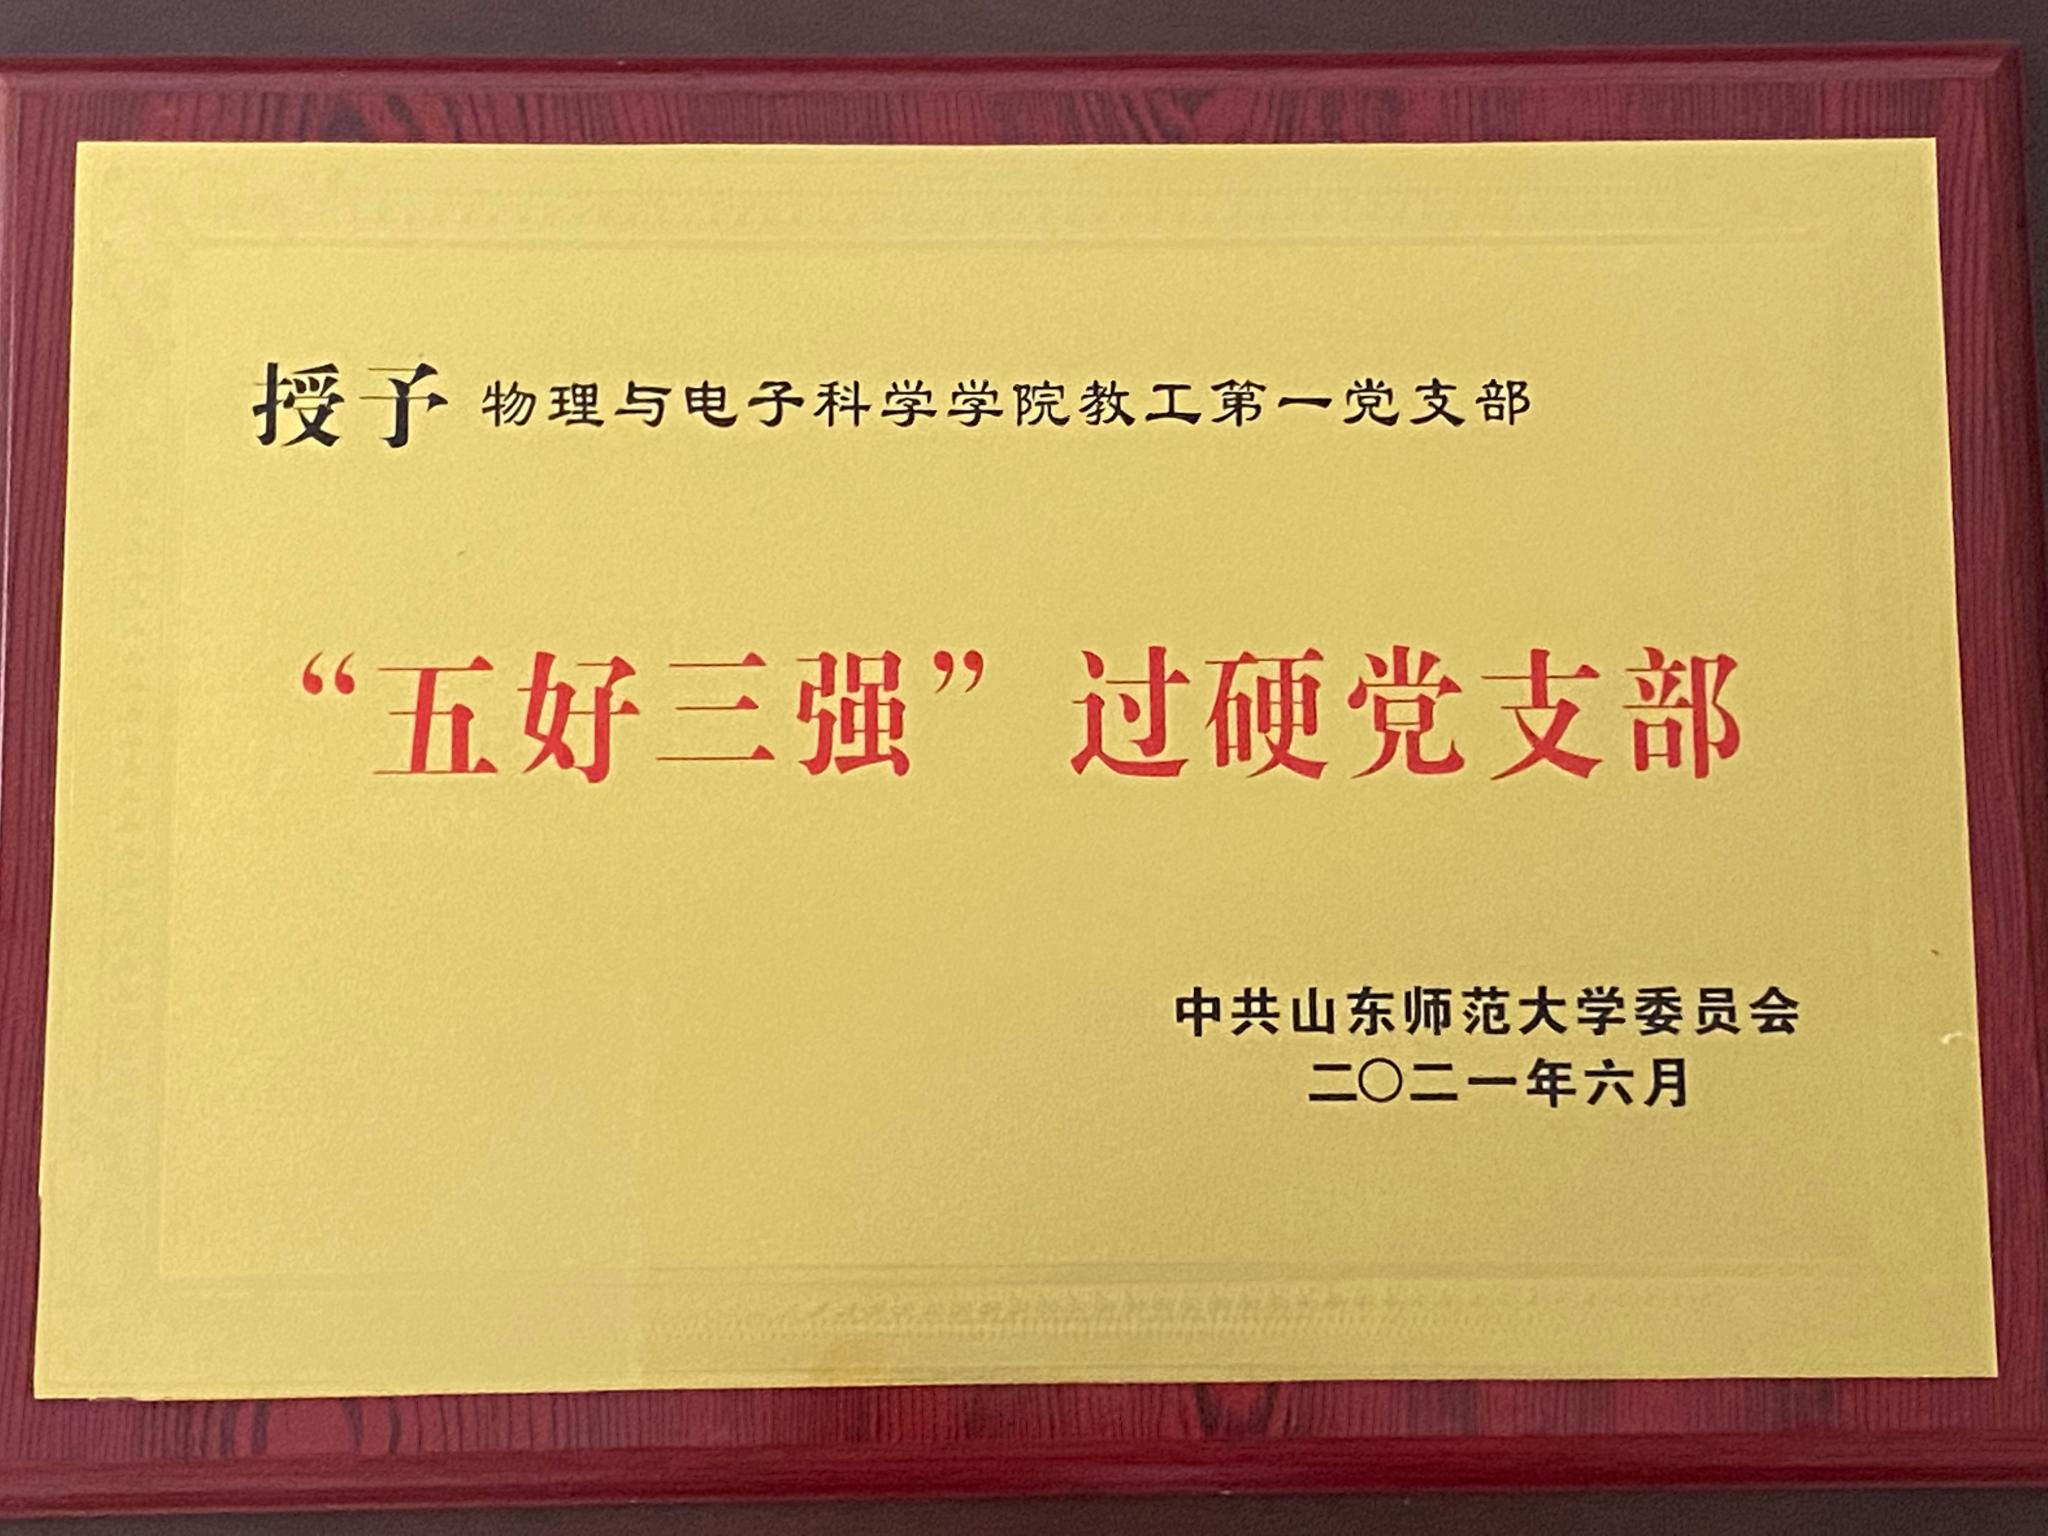 授予 物理与电子科学学院教工第一党支部
“五好三强”过硬党支部
中共山东师范大学委员会
二〇二一年六月